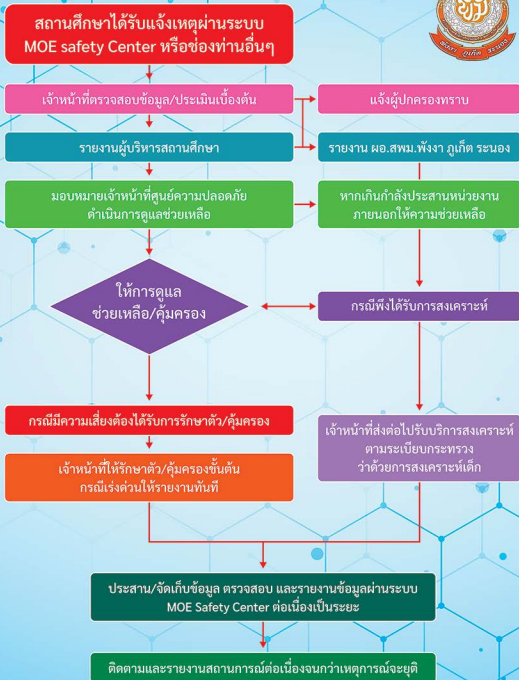 สถานศึกษาได้รับแจ้งเหตุผ่านระบบ
MOE safety Center หรือช่องท่านอื่นๆ
เจ้าหน้าที่ตรวจสอบข้อมูล/ประเมินเบื้องต้น
แจ้งผู้ปกครองทราบ
รายงานผู้บริหารสถานศึกษา
รายงาน ผอ.สพม.พังงา ภูเก็ต ระนอง
มอบหมายเจ้าหน้าที่ศูนย์ความปลอดภัย
ดำเนินการดูแลช่วยเหลือ
หากเกินกำลังประสานหน่วยงาน
ภายนอกให้ความช่วยเหลือ
ให้การดูแล
ช่วยเหลือ/คุ้มครอง
กรณีพึงได้รับการสงเคราะห์
กรณีมีความเสี่ยงต้องได้รับการรักษาตัว/คุ้มครอง
เจ้าหน้าที่ให้รักษาตัว/คุ้มครองขั้นต้น
กรณีเร่งด่วนให้รายงานทันที
เจ้าหน้าที่ส่งต่อไปรับบริการสงเคราะห์
ตามระเบียบกระทรวง
ว่าด้วยการสงเคราะห์เด็ก
ประสาน/จัดเก็บข้อมูล ตรวจสอบ และรายงานข้อมูลผ่านระบบ
MOE Safety Center ต่อเนื่องเป็นระยะ
ติดตามและรายงานสถานการณ์ต่อเนื่องจนกว่าเหตุการณ์จะยุติ